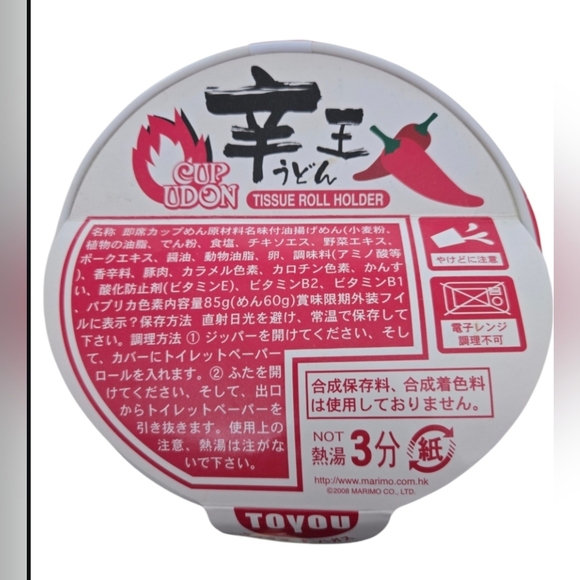 辛王
うどん
CUP
UDON
TISSUE ROLL HOLDER
名称 即席カップめん原材料名味付油揚げめん(小麦粉、
植物の油脂、でん粉、食塩、チキソエス、野菜エキス、
ポークエキス、醤油、動物油脂、卵、調味料(アミノ酸等
)、香辛料、豚肉、カラメル色素、カロチン色素、かんす
い、酸化防止剤(ビタミンE)、ビタミンB2、ビタミンB1
、パブリカ色素内容量85g(めん60g)賞味限期外装フイ
ルに表示?保存方法 直射日光を避け、常温で保存して
下さい。調理方法 ① ジッパーを開けてください、そし
て、カバーにトイレットペーパー
ロールを入れます。② ふたを開
けてください、そして、出口
からトイレットペーパーを
引き抜きます。使用上の
注意、熱湯は注がな
いで下さい。
やけどに注意
電子レンジ
調理不可
合成保存料、合成着色料
は使用しておりません。
NOT
熱湯3分
紙
http://www.marimo.com.hk
©2008 MARIMO CO., LTD.
TOYOU